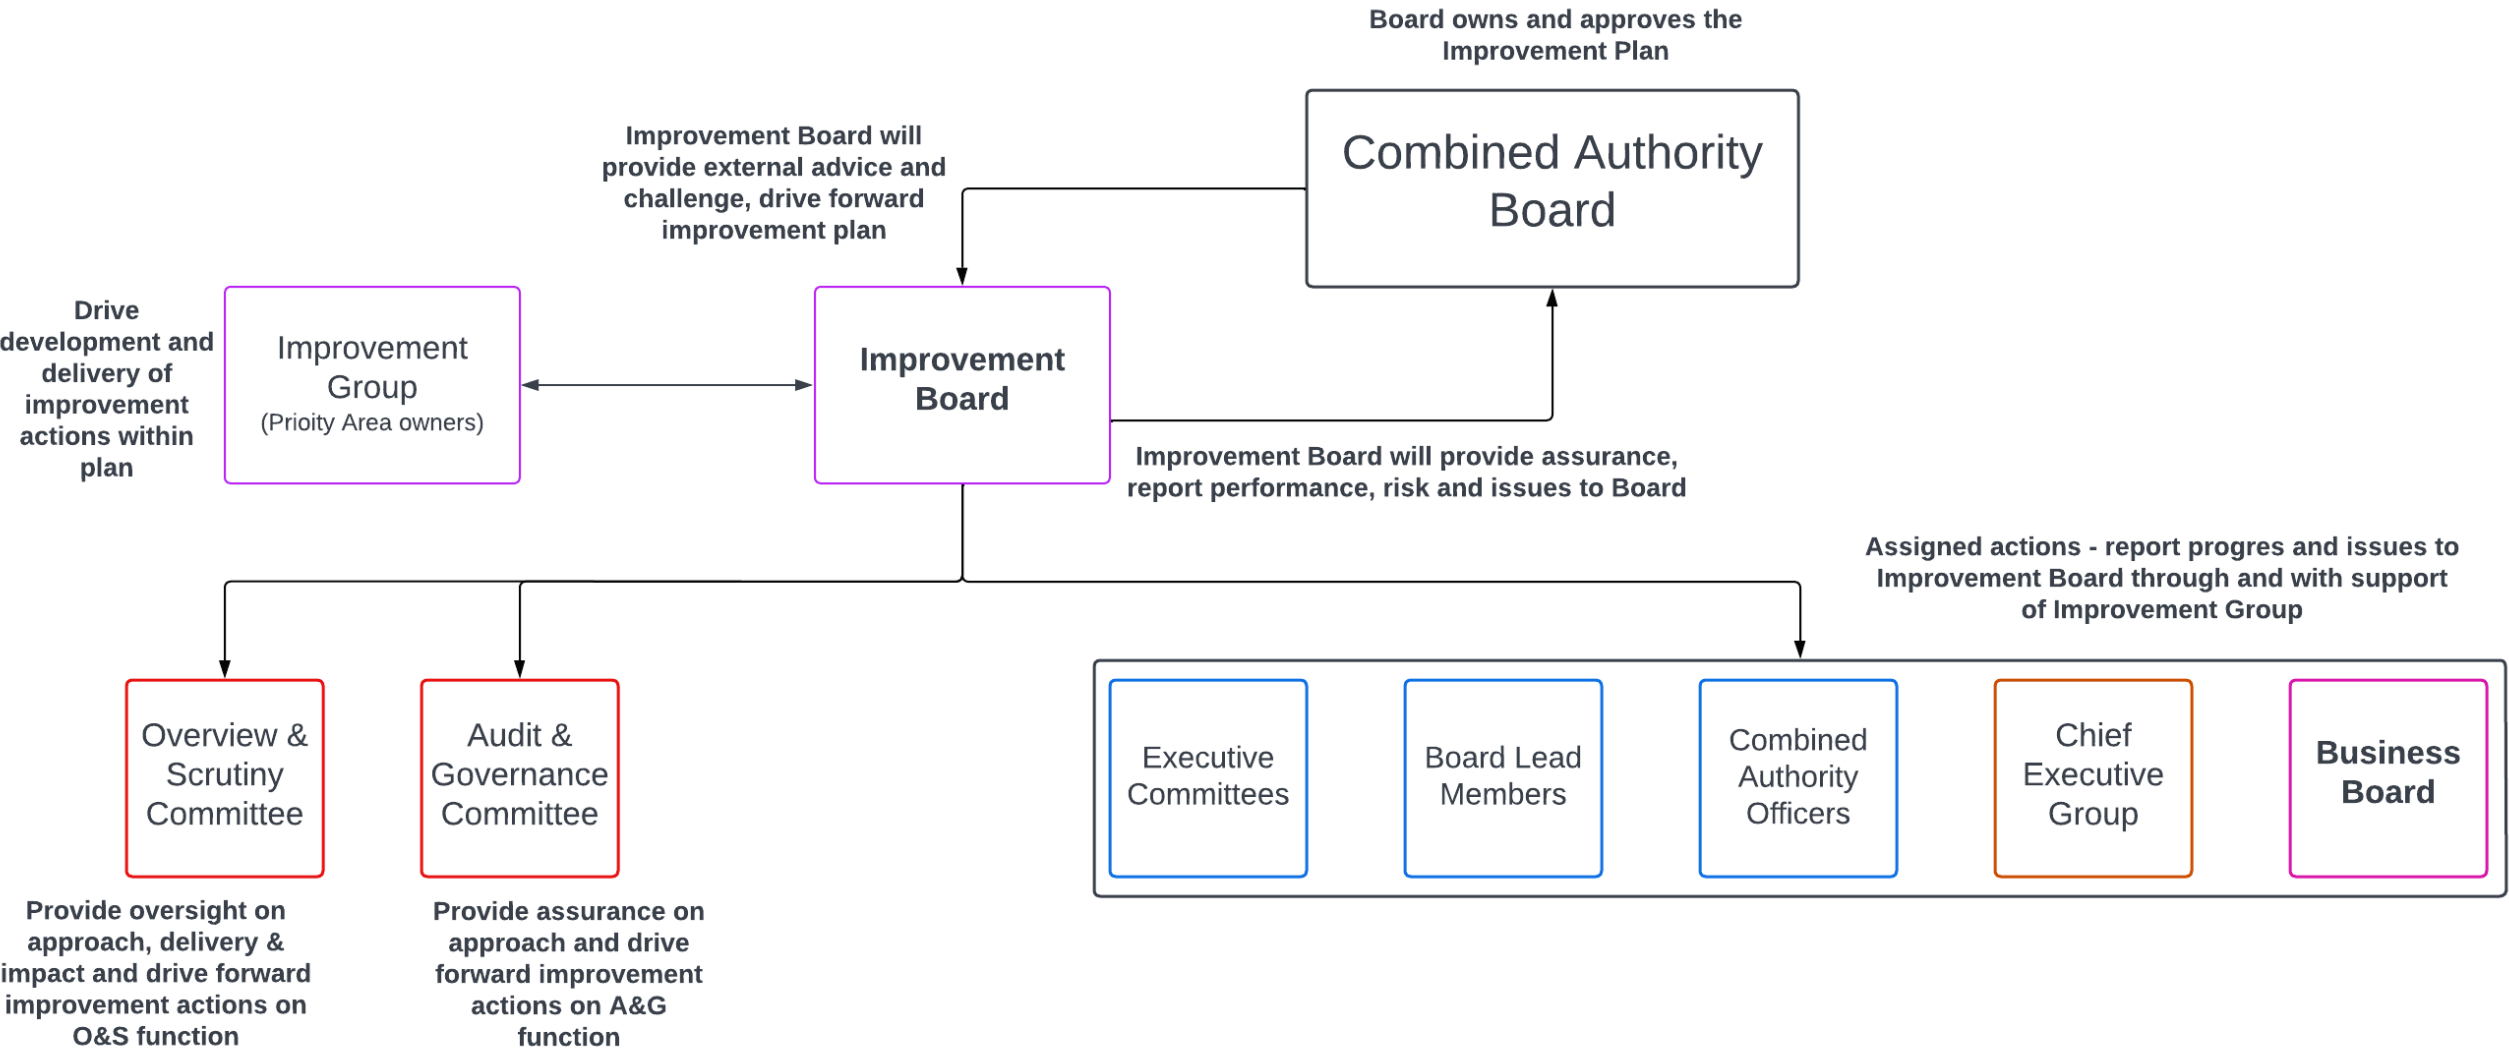 Board owns and approves the
Improvement Plan
Combined Authority
Board
Improvement Board will
provide external advice and
challenge, drive forward
improvement plan
Drive
development and
delivery of
improvement
actions within
plan
Improvement
Group
(Prioity Area owners)
Improvement
Board
Improvement Board will provide assurance,
report performance, risk and issues to Board
Assigned actions - report progres and issues to
Improvement Board through and with support
of Improvement Group
Overview &
Scrutiny
Committee
Audit &
Governance
Committee
Executive
Committees
Board Lead
Members
Combined
Authority
Officers
Chief
Executive
Group
Business
Board
Provide oversight on
approach, delivery &
impact and drive forward
improvement actions on
O&S function
Provide assurance on
approach and drive
forward improvement
actions on A&G
function